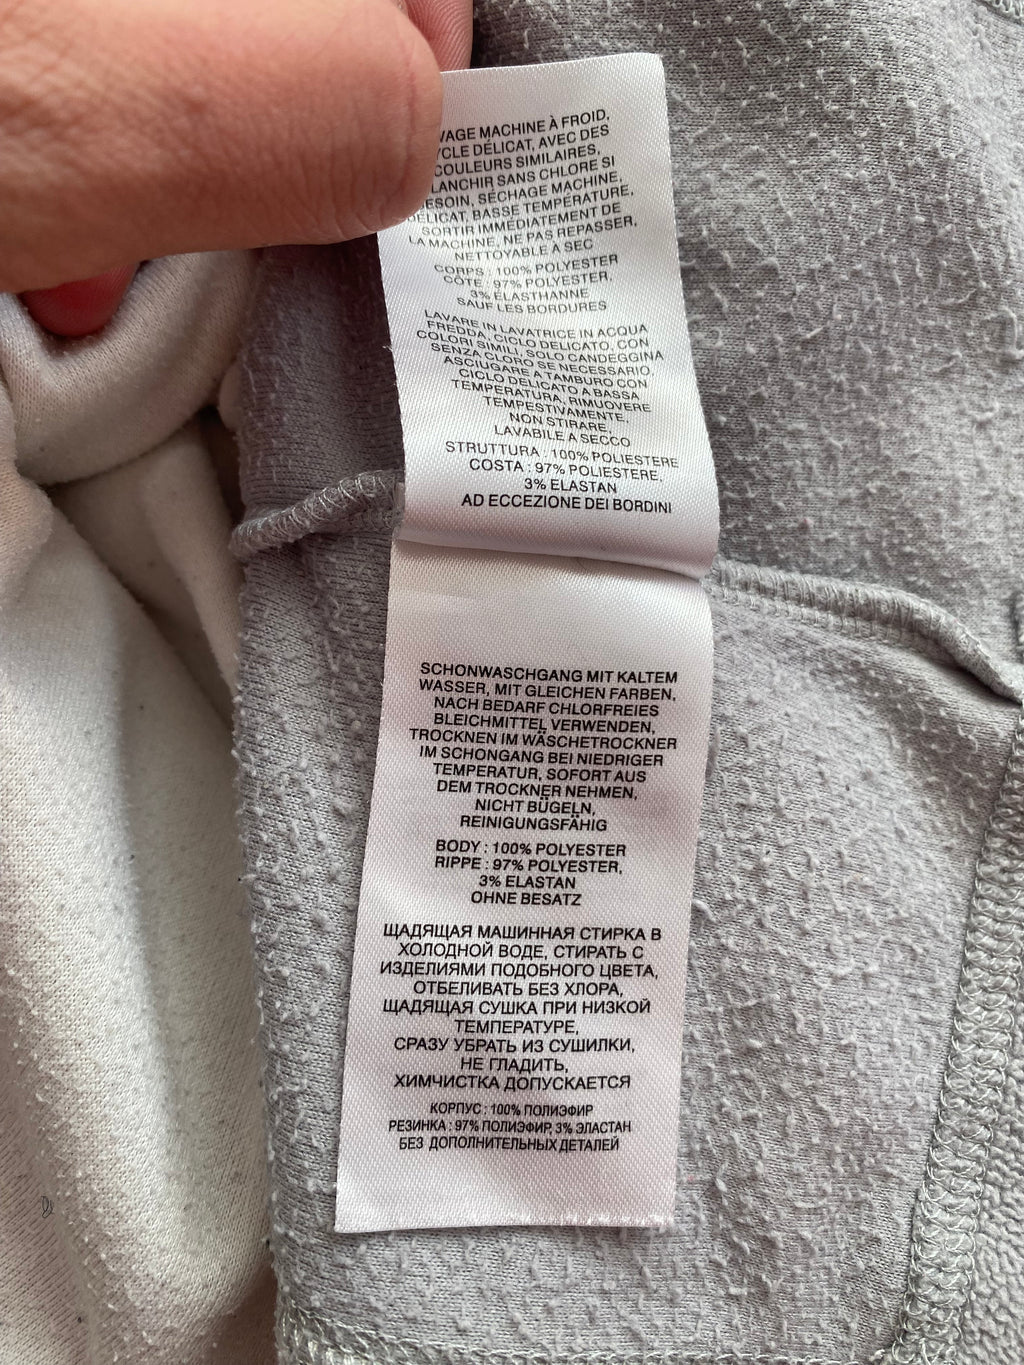 MACHINE À FROID,
DÉLICAT, AVEC DES
COULEURS SIMILAIRES,
SANS CHLORE SI
SÉCHAGE MACHINE,
DÉLICAT, BASSE TEMPÉRATURE,
SORTIR IMMÉDIATEMENT DE
LA MACHINE, NE PAS REPASSER,
NETTOYABLE A SEC
CORPS : 100% POLYESTER
CÔTE : 97% POLYESTER,
3% ÉLASTHANNE
SAUF LES BORDURES
LAVARE IN LAVATRICE IN ACQUA
FREDDA, CICLO DELICATO, CON
COLORI SIMILI, SOLO CANDEGGINA
SENZA CLORO SE NECESSARIO,
ASCIUGARE A TAMBURO CON
CICLO DELICATO A BASSA
TEMPERATURA, RIMUOVERE
TEMPESTIVAMENTE,
NON STIRARE,
LAVABILE A SECCO
STRUTTURA : 100% POLIESTERE
COSTA : 97% POLIESTERE,
3% ELASTAN
AD ECCEZIONE DEI BORDINI
SCHONWASCHGANG MIT KALTEM
WASSER, MIT GLEICHEN FARBEN,
NACH BEDARF CHLORFREIES
BLEICHMITTEL VERWENDEN,
TROCKNEN IM WÄSCHETROCKNER
IM SCHONGANG BEI NIEDRIGER
TEMPERATUR, SOFORT AUS
DEM TROCKNER NEHMEN,
NICHT BÜGELN,
REINIGUNGSFÄHIG
BODY : 100% POLYESTER
RIPPE : 97% POLYESTER,
3% ELASTAN
OHNE BESATZ
ЩАДЯЩАЯ МАШИННАЯ СТИРКА В
ХОЛОДНОЙ ВОДЕ, СТИРАТЬ С
ИЗДЕЛИЯМИ ПОДОБНОГО ЦВЕТА,
ОТБЕЛИВАТЬ БЕЗ ХЛОРА,
ЩАДЯЩАЯ СУШКА ПРИ НИЗКОЙ
ТЕМПЕРАТУРЕ,
СРАЗУ УБРАТЬ ИЗ СУШИЛКИ,
НЕ ГЛАДИТЬ,
ХИМЧИСТКА ДОПУСКАЕТСЯ
КОРПУС : 100% ПОЛИЭФИР
РЕЗИНКА : 97% ПОЛИЭФИР, 3% ЭЛАСТАН
БЕЗ ДОПОЛНИТЕЛЬНЫХ ДЕТАЛЕЙ